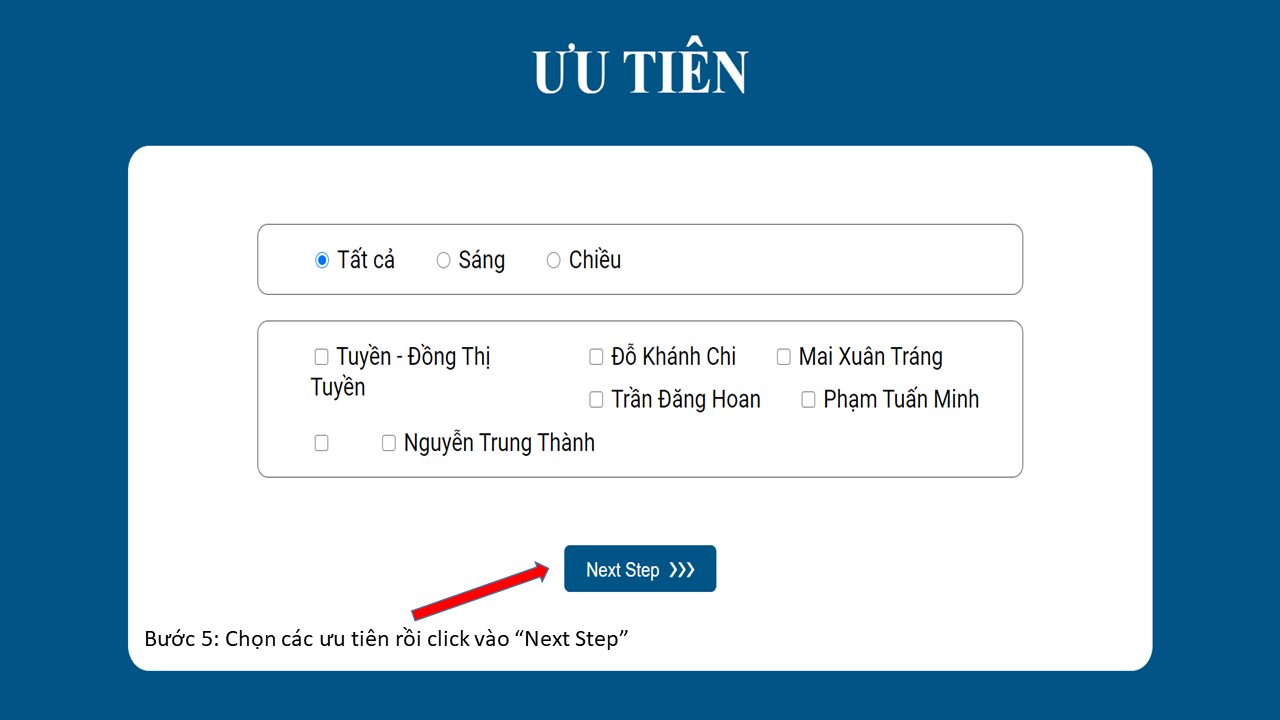 ƯU TIÊN
Tất cả Sáng Chiều
Tuyền - Đồng Thị Đỗ Khánh Chi Mai Xuân Tráng
Tuyền
Trần Đăng Hoan Phạm Tuấn Minh
Nguyễn Trung Thành
Next Step ❯❯❯
Bước 5: Chọn các ưu tiên rồi click vào “Next Step”